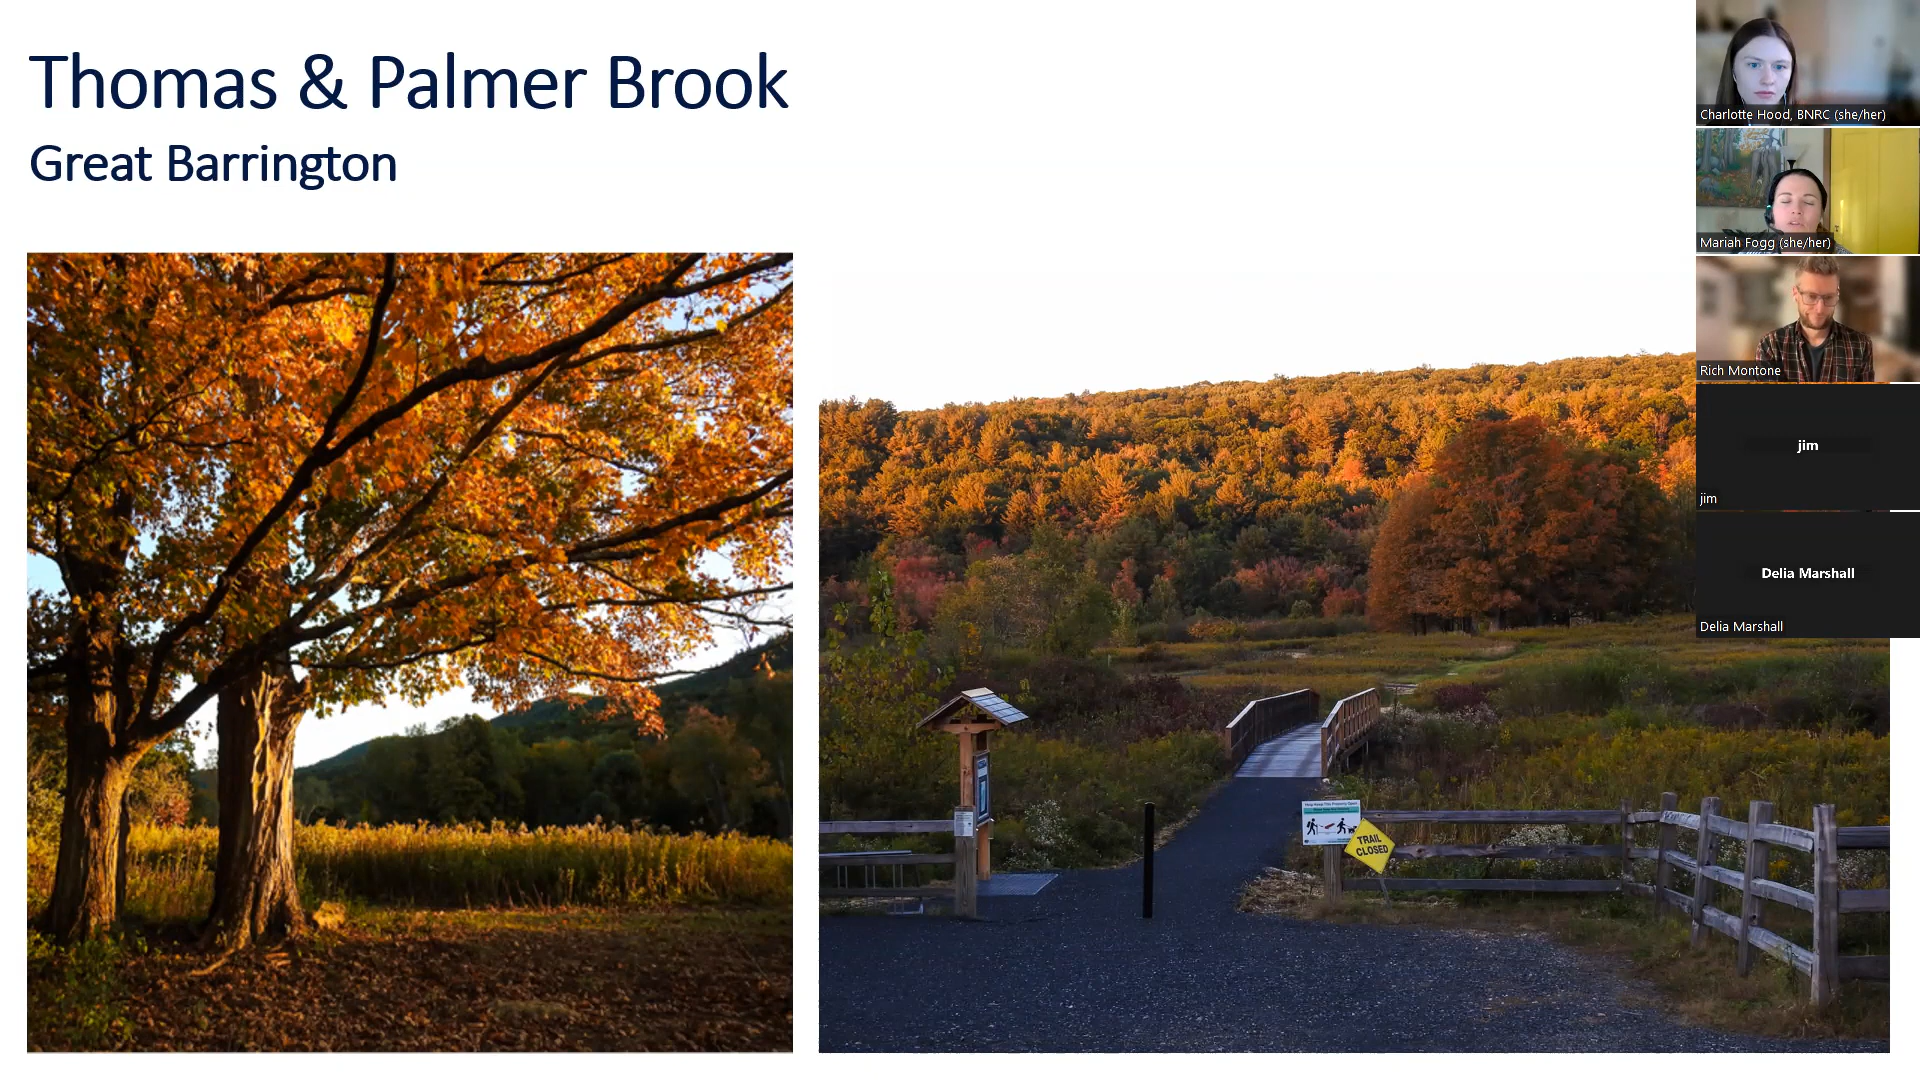 Thomas & Palmer Brook
Great Barrington
Charlotte Hood, BNRC (she/her)
Mariah Fogg (she/her)
Rich Montone
jim
jim
Delia Marshall
Delia Marshall
TRAIL
CLOSED